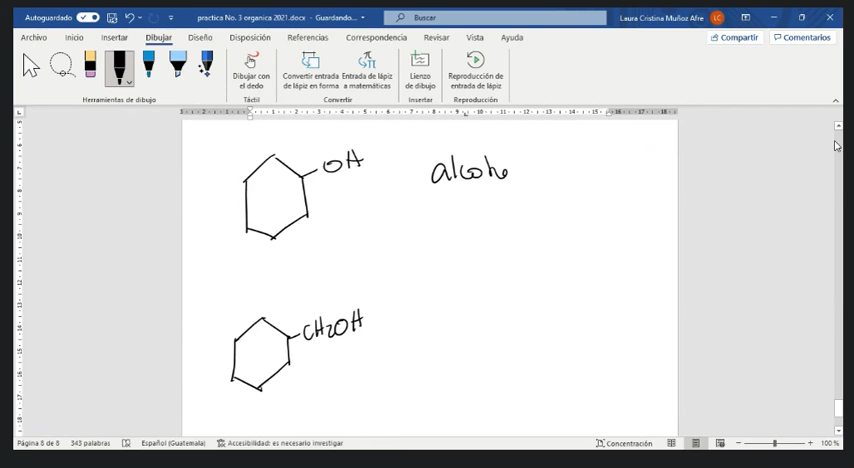 Autoguardado practica No. 3 organica 2021.docx - Guardando... Buscar Laura Cristina Muñoz Afre LC
Archivo Inicio Insertar Dibujar Diseño Disposición Referencias Correspondencia Revisar Vista Ayuda Compartir Comentarios
Dibujar con el dedo
Convertir entrada de lápiz en forma
Entrada de lápiz a matemáticas
Lienzo de dibujo
Reproducción de entrada de lápiz
Herramientas de dibujo Táctil Convertir Insertar Reproducción
OH alcoho
CH2OH
Página 8 de 8 343 palabras Español (Guatemala) Accesibilidad: es necesario investigar Concentración 100 %